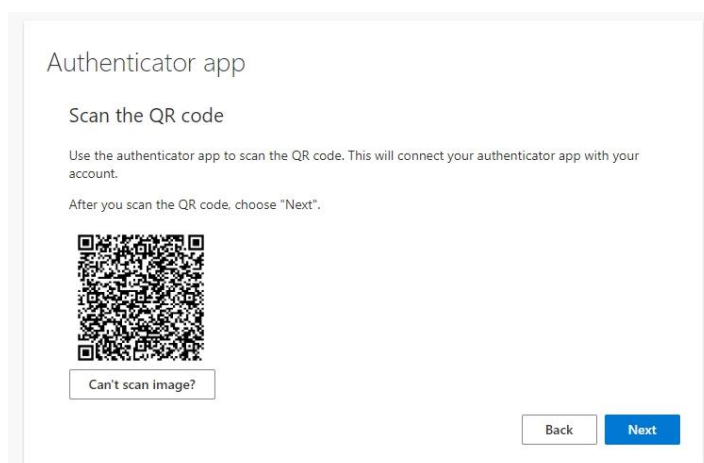 Authenticator app
Scan the QR code
Use the authenticator app to scan the QR code. This will connect your authenticator app with your
account.
After you scan the QR code, choose "Next".
Can't scan image?
Back
Next